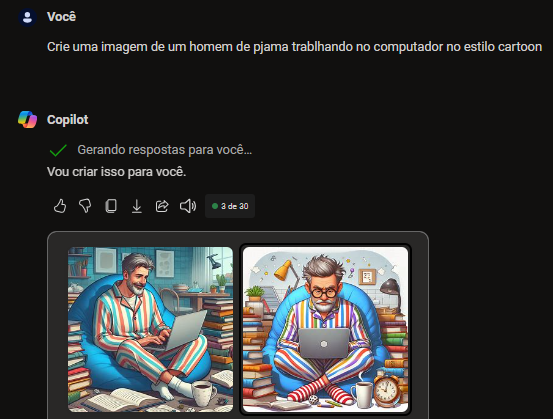 Você
Crie uma imagem de um homem de pjama trablhando no computador no estilo cartoon
Copilot
Gerando respostas para você...
Vou criar isso para você.
3 de 30